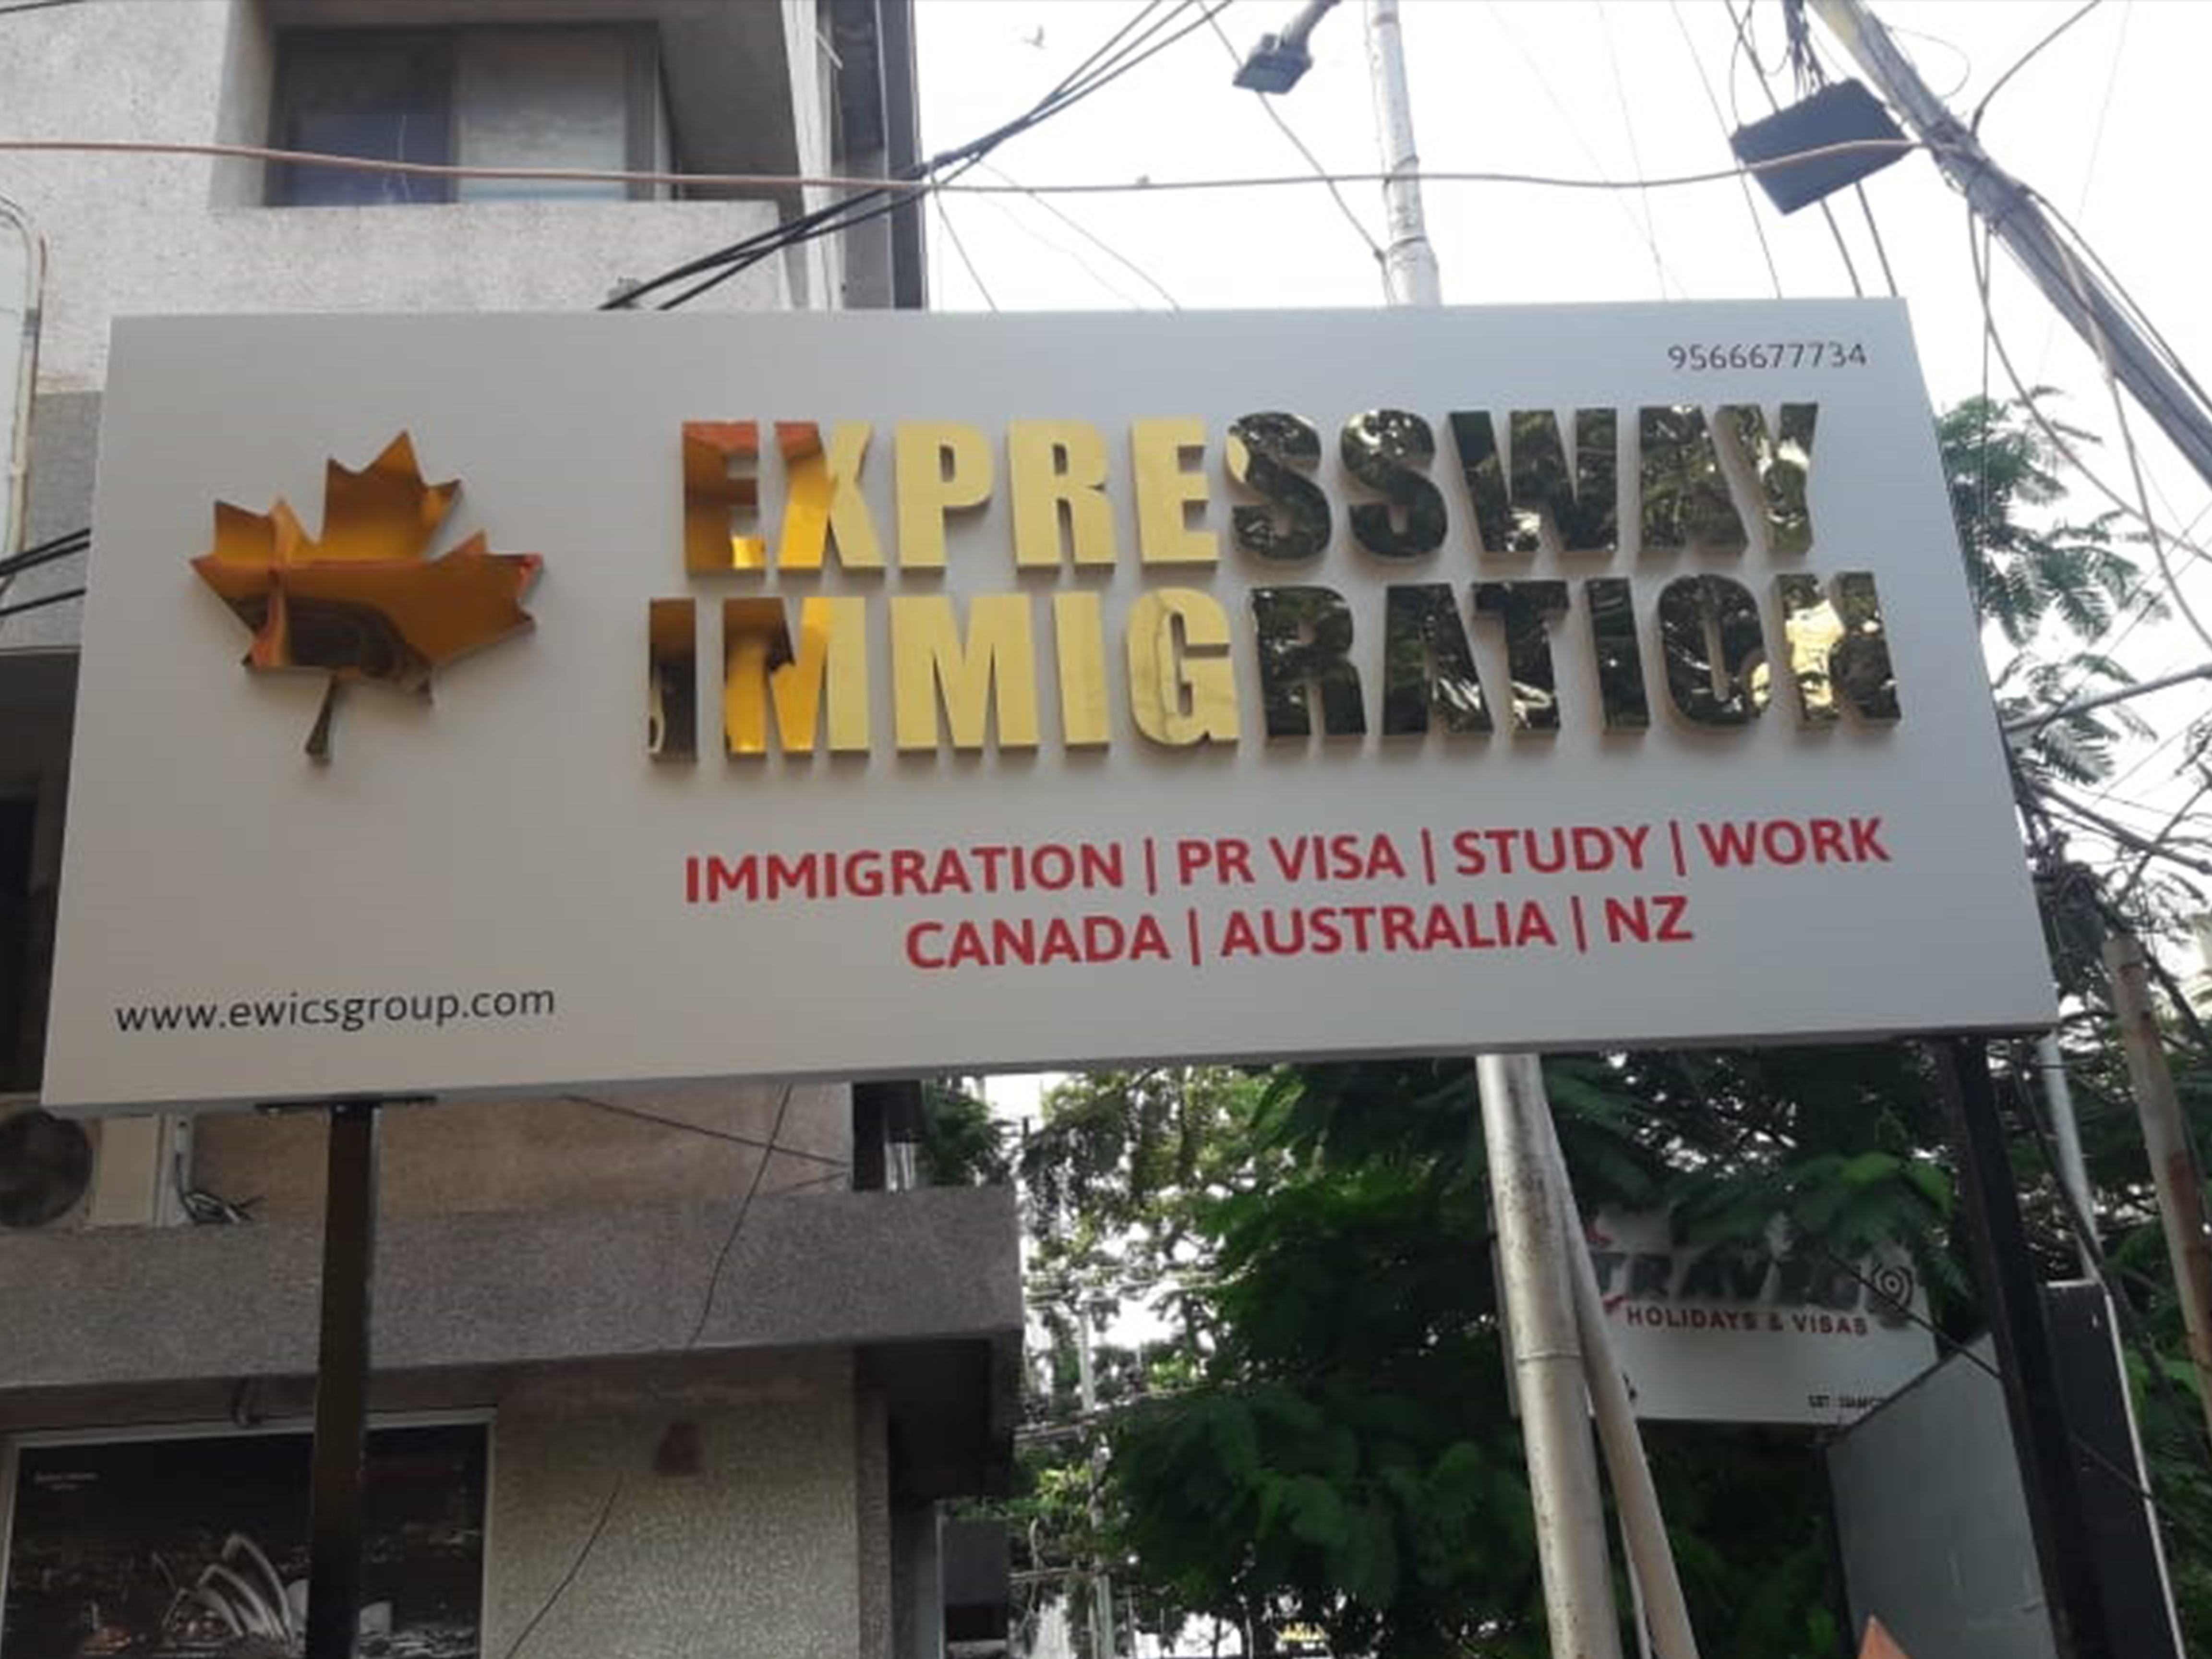 9566677734
EXPRESSWAY
IMMIGRATION
IMMIGRATION | PR VISA | STUDY | WORK
CANADA | AUSTRALIA | NZ
www.ewicsgroup.com
HOLIDAYS & VISAS